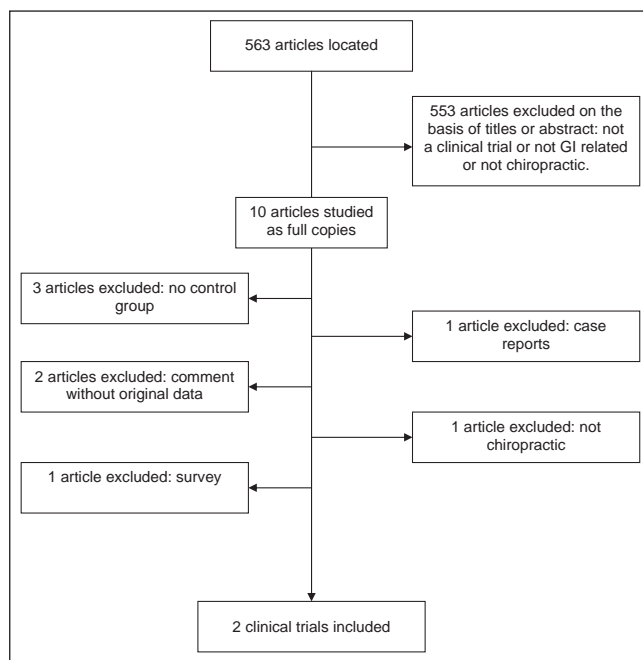 563 articles located
553 articles excluded on the
basis of titles or abstract: not
a clinical trial or not GI related
or not chiropractic.
10 articles studied
as full copies
3 articles excluded: no control
group
1 article excluded: case
reports
2 articles excluded: comment
without original data
1 article excluded: not
chiropractic
1 article excluded: survey
2 clinical trials included